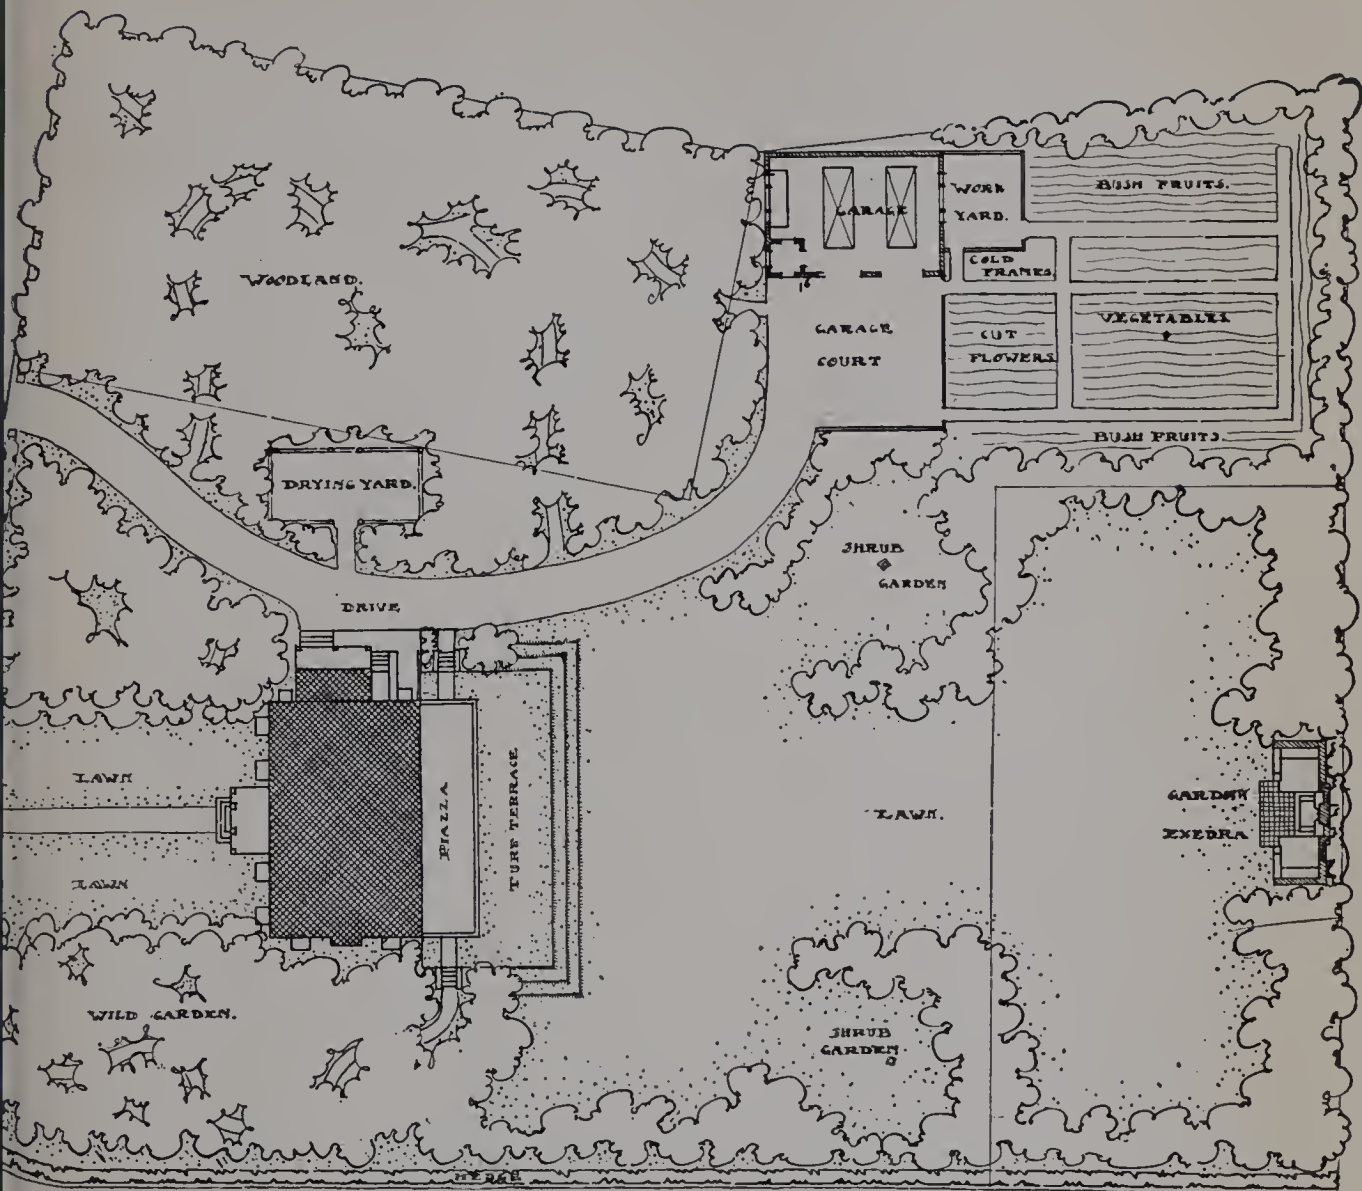 BUSH FRUITS.
WORK
YARD.
GARAGE
WOODLAND.
COLD
FRAMES.
VEGETABLES
GARAGE
COURT
CUT
FLOWERS
BUSH FRUITS.
DRYING YARD.
SHRUB
GARDEN
DRIVE
LAWN
PIAZZA
TURF TERRACE
LAWN.
GARDEN
EXEDRA
LAWN
WILD GARDEN.
SHRUB
GARDEN.
HEDGE